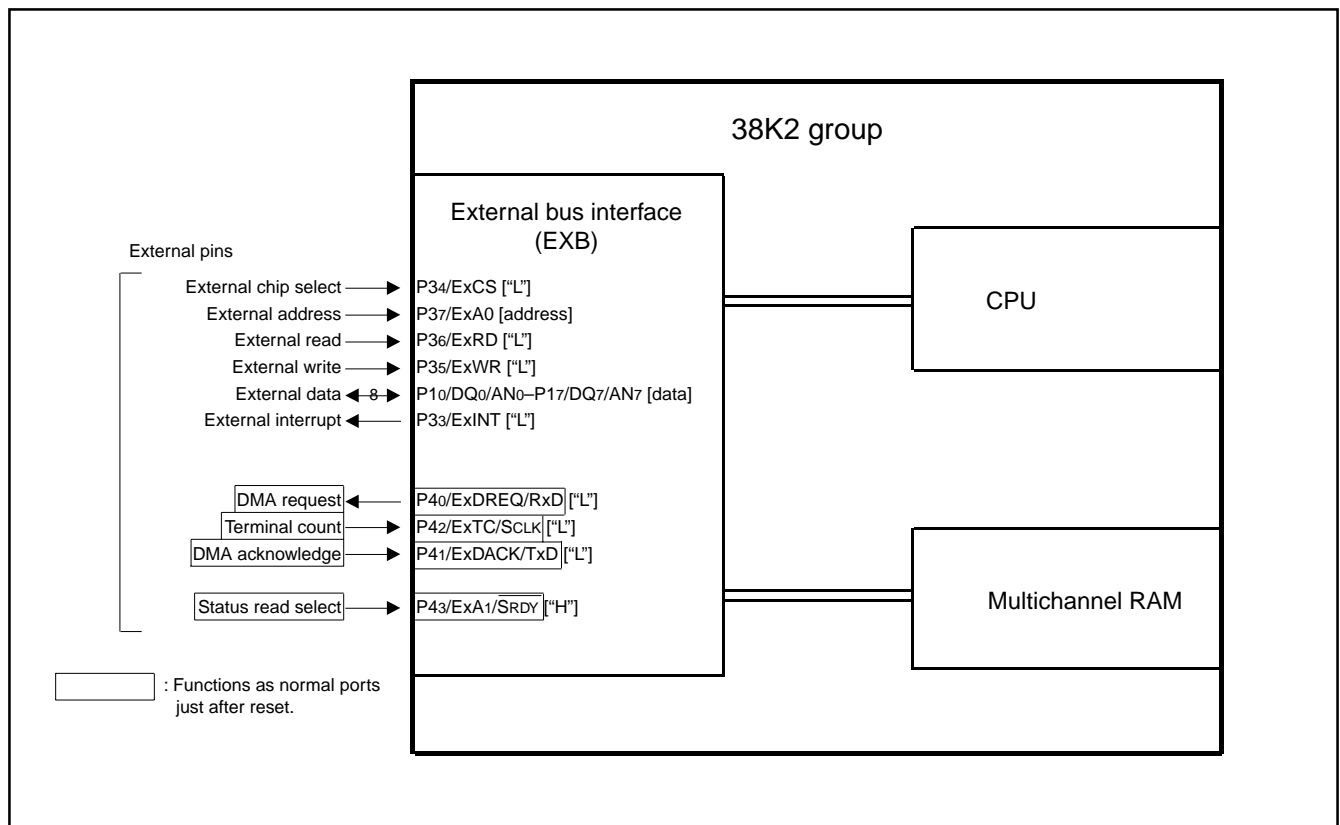 38K2 group
External bus interface
(EXB)
External pins
External chip select P34/ExCS [“L”]
External address P37/ExA0 [address]
External read P36/ExRD [“L”]
External write P35/ExWR [“L”]
External data 8 P10/DQ0/AN0–P17/DQ7/AN7 [data]
External interrupt P33/ExINT [“L”]
DMA request P40/ExDREQ/RxD [“L”]
Terminal count P42/ExTC/SCLK [“L”]
DMA acknowledge P41/ExDACK/TxD [“L”]
Status read select P43/ExA1/SRDY [“H”]
CPU
Multichannel RAM
: Functions as normal ports
just after reset.